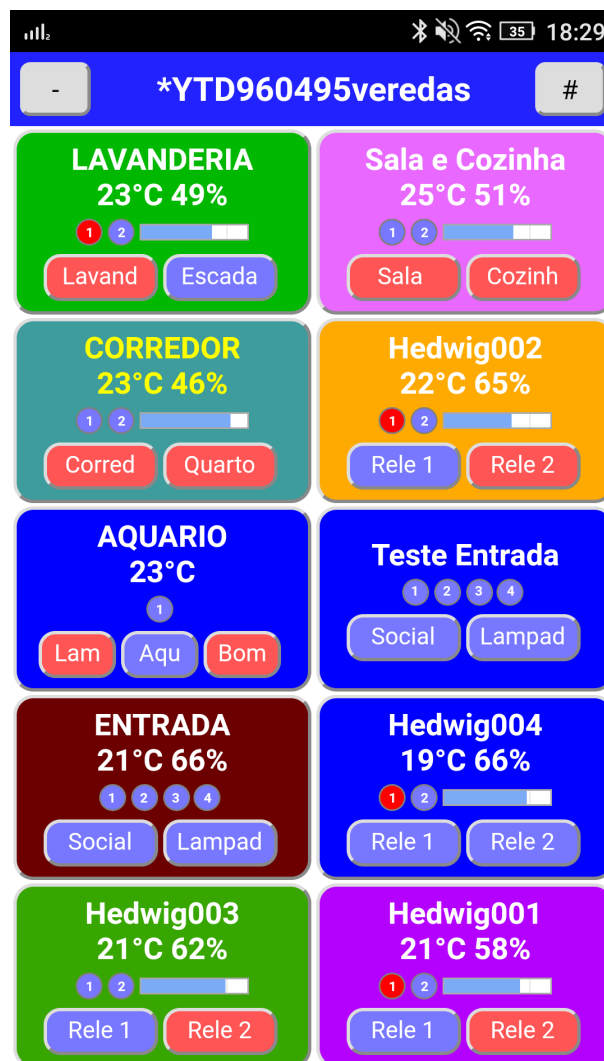 2 35 18:29
- *YTD960495veredas #
LAVANDERIA
23°C 49%
1 2
Lavand Escada
Sala e Cozinha
25°C 51%
1 2
Sala Cozinh
CORREDOR
23°C 46%
1 2
Corred Quarto
Hedwig002
22°C 65%
1 2
Rele 1 Rele 2
AQUARIO
23°C
1
Lam Aqu Bom
Teste Entrada
1 2 3 4
Social Lampad
ENTRADA
21°C 66%
1 2 3 4
Social Lampad
Hedwig004
19°C 66%
1 2
Rele 1 Rele 2
Hedwig003
21°C 62%
1 2
Rele 1 Rele 2
Hedwig001
21°C 58%
1 2
Rele 1 Rele 2